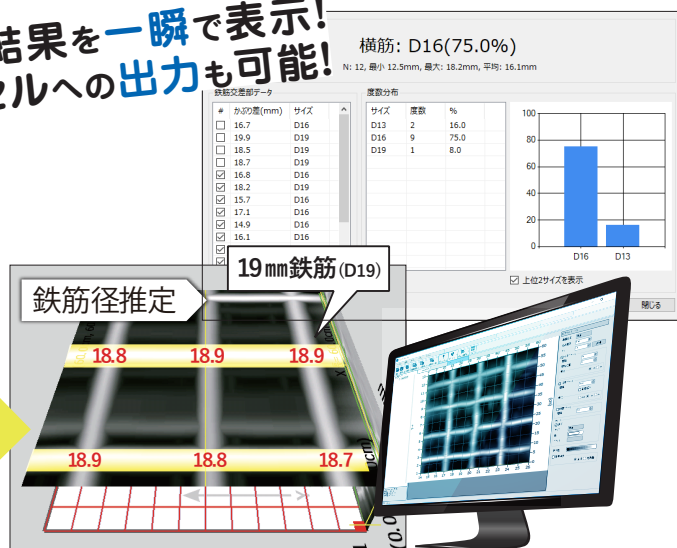 結果を一瞬で表示!
セルへの出力も可能!
横筋: D16(75.0%)
N: 12, 最小 12.5mm, 最大: 18.2mm, 平均: 16.1mm
鉄筋交差部データ
# かぶり差(mm) サイズ
16.7 D16
19.9 D19
18.5 D19
18.7 D19
16.8 D16
18.2 D19
15.7 D16
17.1 D16
14.9 D16
16.1 D16
度数分布
サイズ 度数 %
D13 2 16.0
D16 9 75.0
D19 1 8.0
100
80
60
40
20
0
D16 D13
上位2サイズを表示
閉じる
19mm鉄筋(D19)
鉄筋径推定
18.8 18.9 18.9
18.9 18.8 18.7